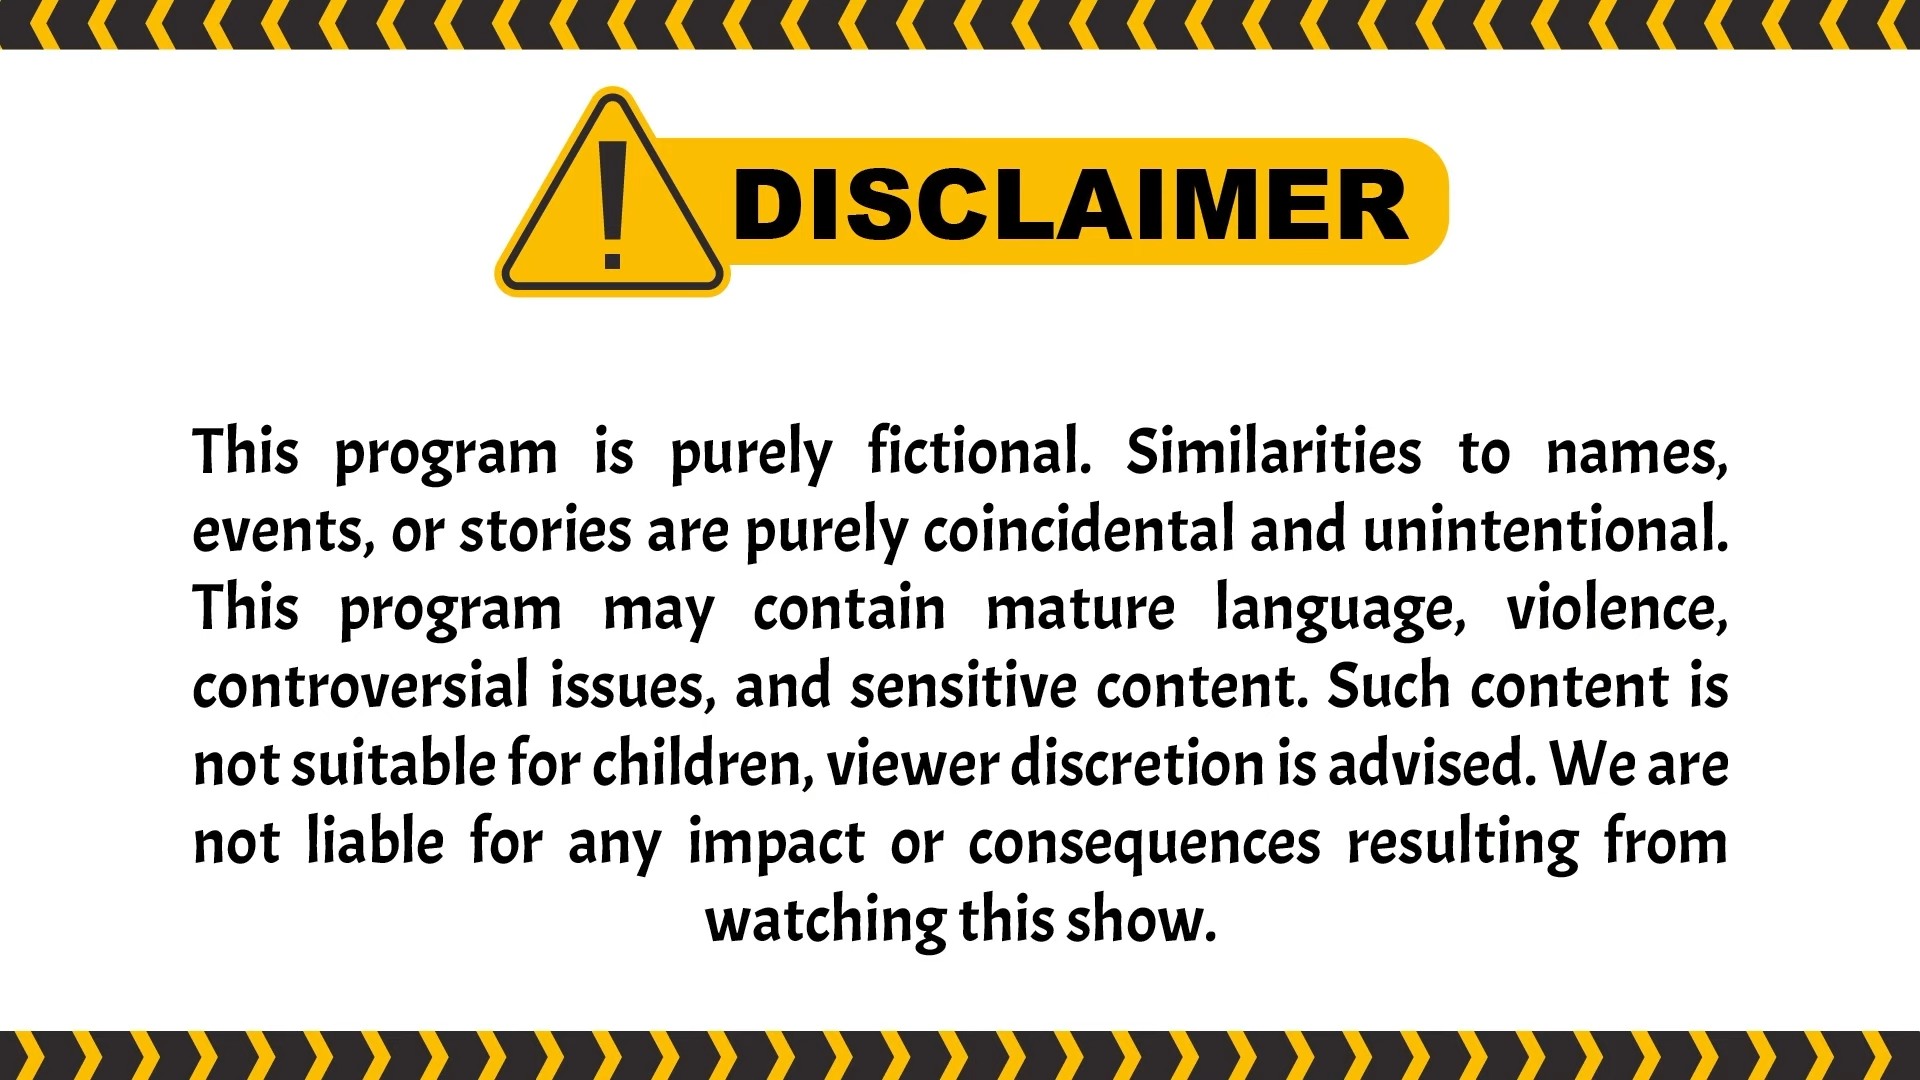 DISCLAIMER
This program is purely fictional. Similarities to names,
events, or stories are purely coincidental and unintentional.
This program may contain mature language, violence,
controversial issues, and sensitive content. Such content is
not suitable for children, viewer discretion is advised. We are
not liable for any impact or consequences resulting from
watching this show.